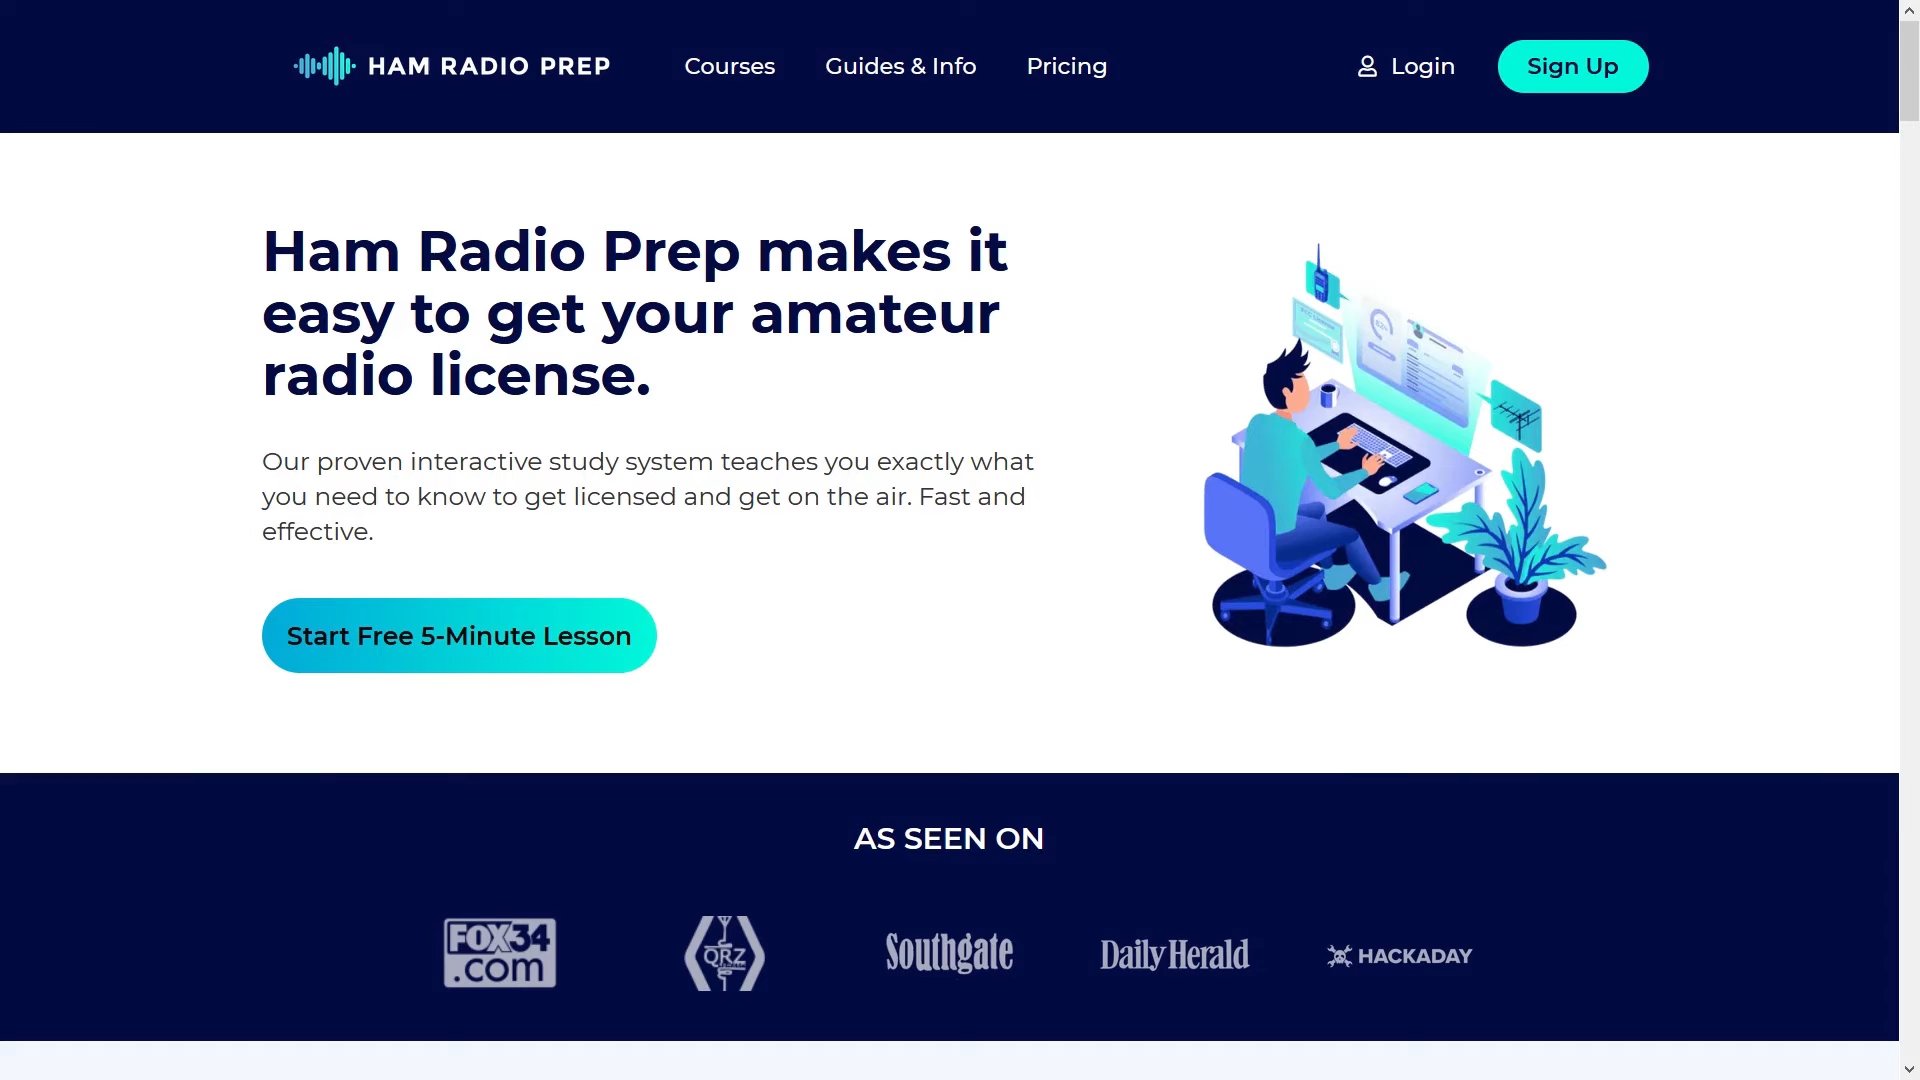 HAM RADIO PREP
Courses
Guides & Info
Pricing
Login
Sign Up
Ham Radio Prep makes it
easy to get your amateur
radio license.
Our proven interactive study system teaches you exactly what
you need to know to get licensed and get on the air. Fast and
effective.
Start Free 5-Minute Lesson
AS SEEN ON
FOX34
.com
QRZ
Southgate
Daily Herald
HACKADAY